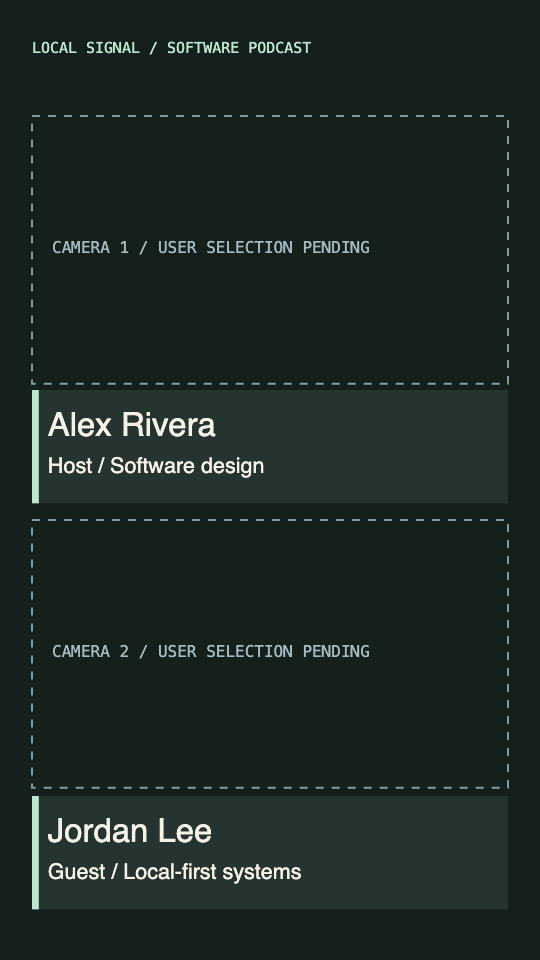 LOCAL SIGNAL / SOFTWARE PODCAST
CAMERA 1 / USER SELECTION PENDING
Alex Rivera
Host / Software design
CAMERA 2 / USER SELECTION PENDING
Jordan Lee
Guest / Local-first systems